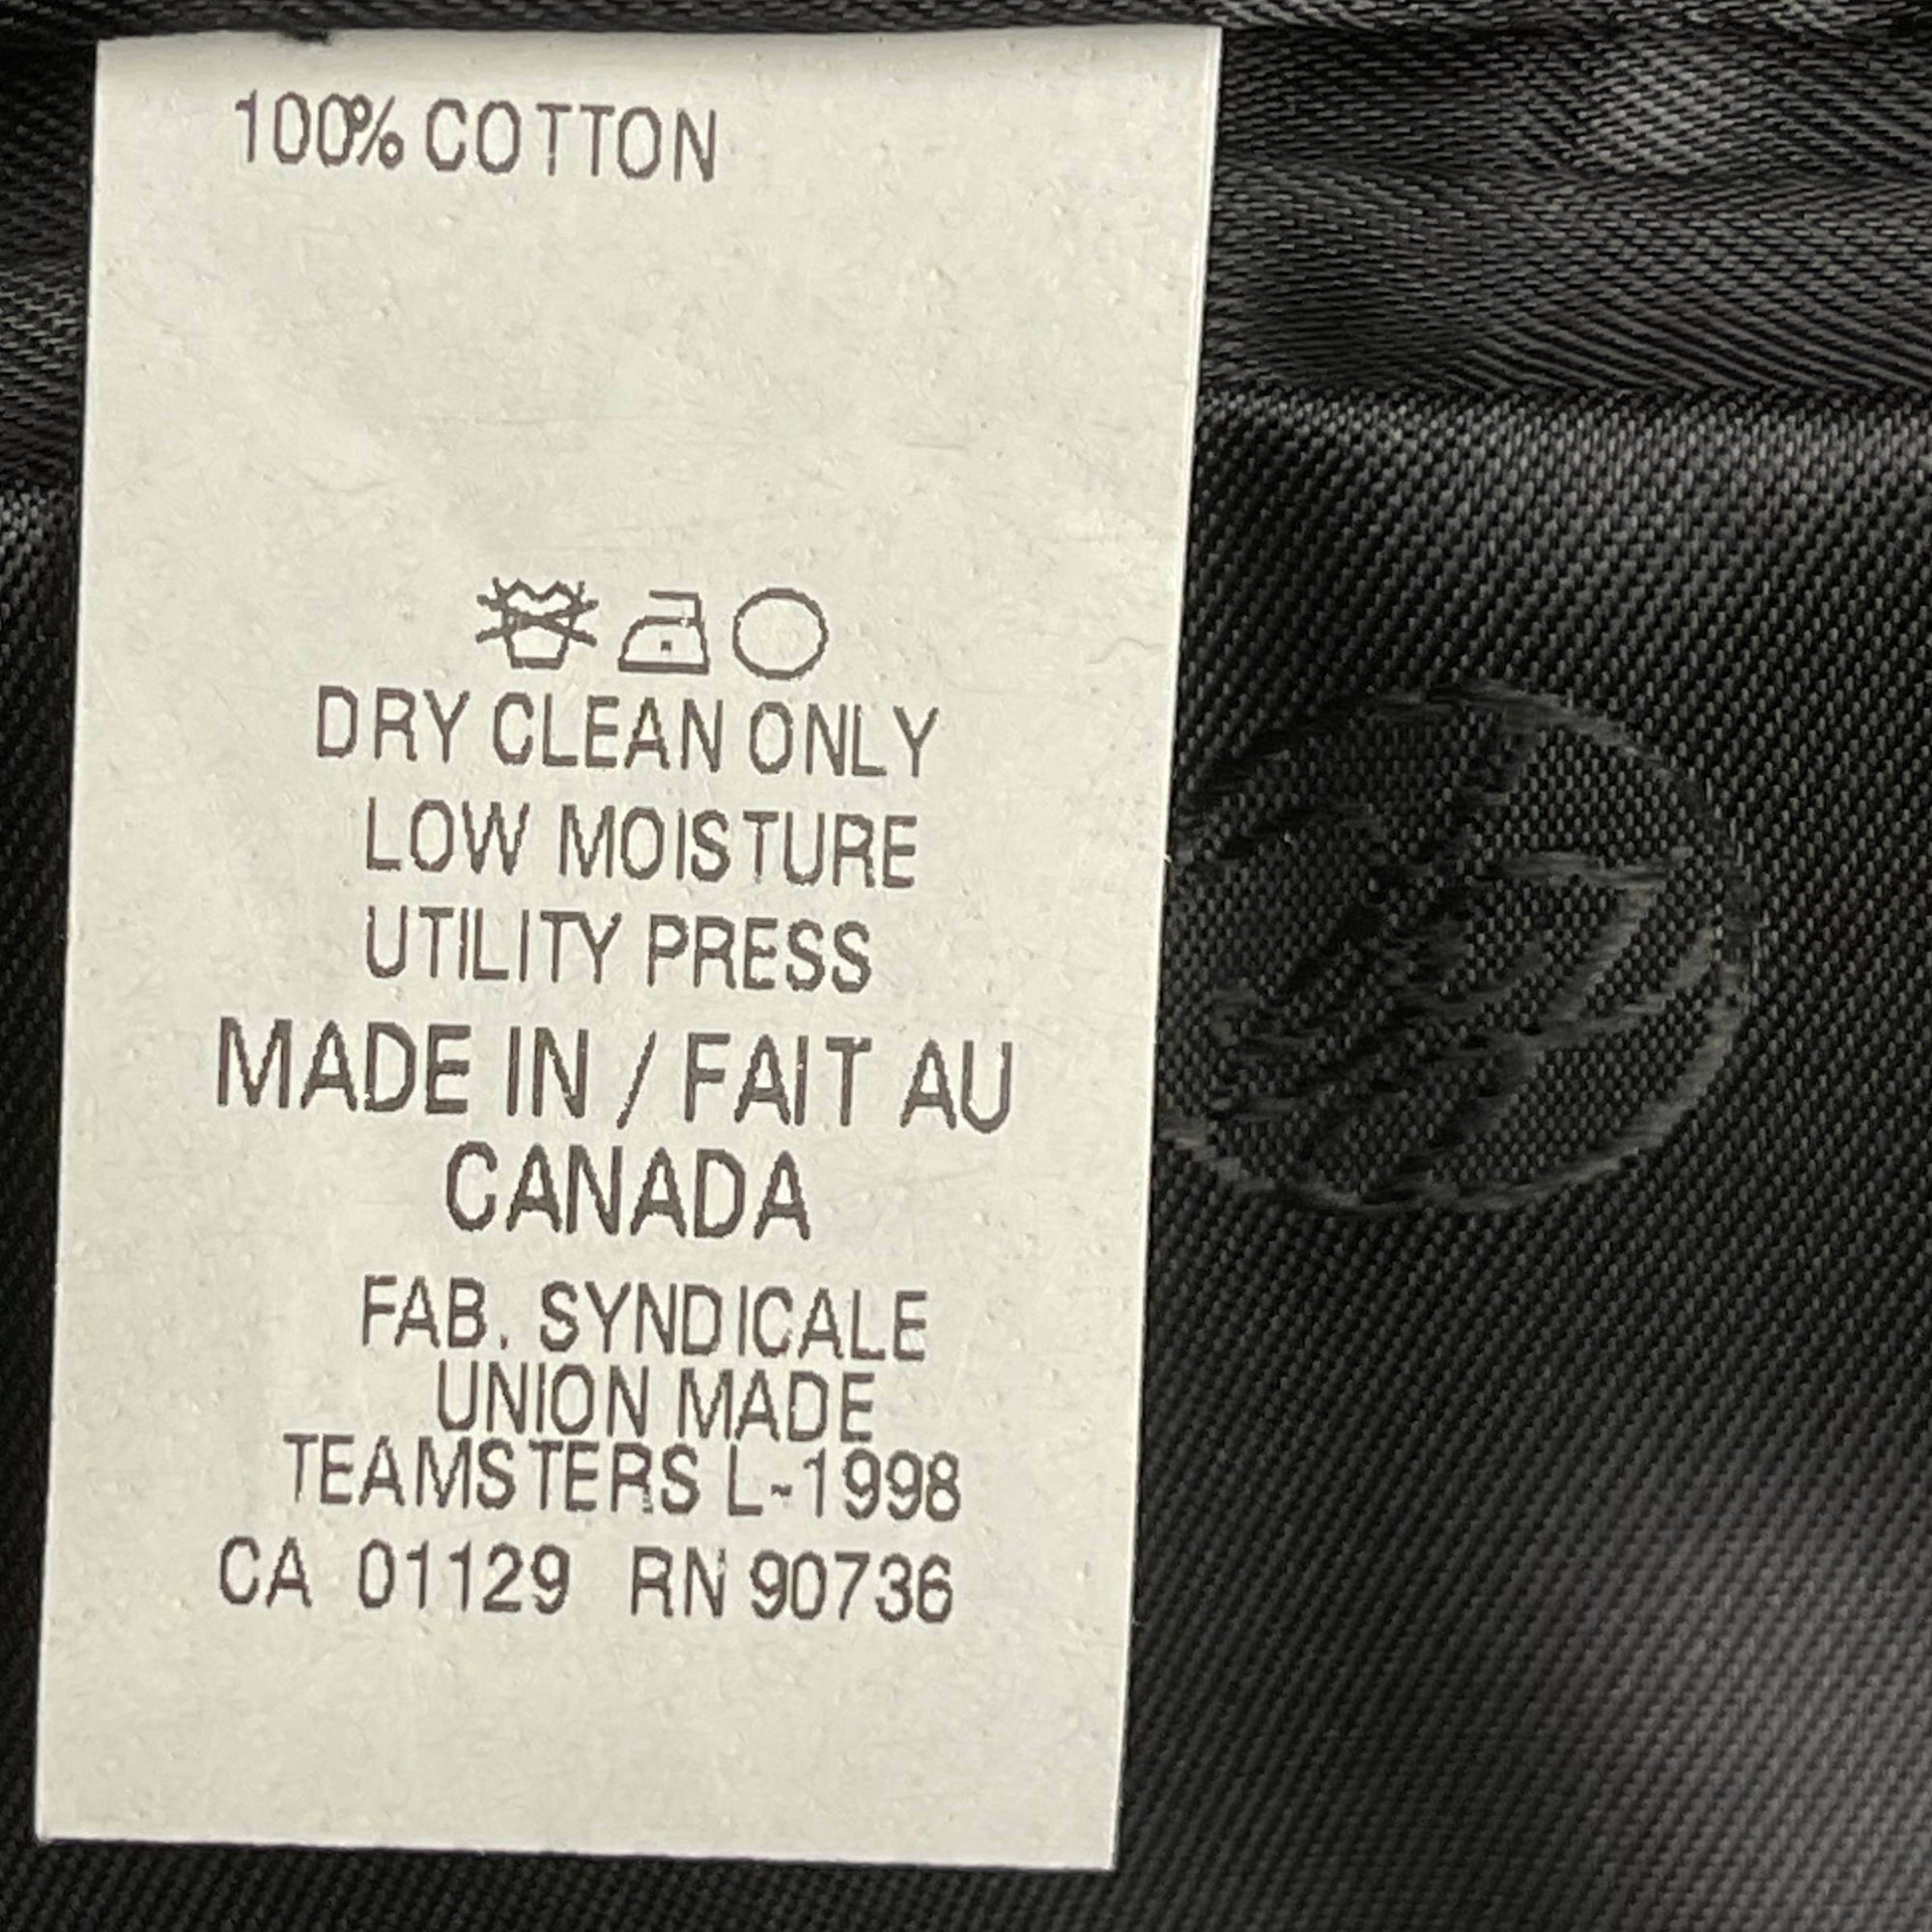 100% COTTON
DRY CLEAN ONLY
LOW MOISTURE
UTILITY PRESS
MADE IN / FAIT AU
CANADA
FAB. SYNDICALE
UNION MADE
TEAMSTERS L-1998
CA 01129 RN 90736